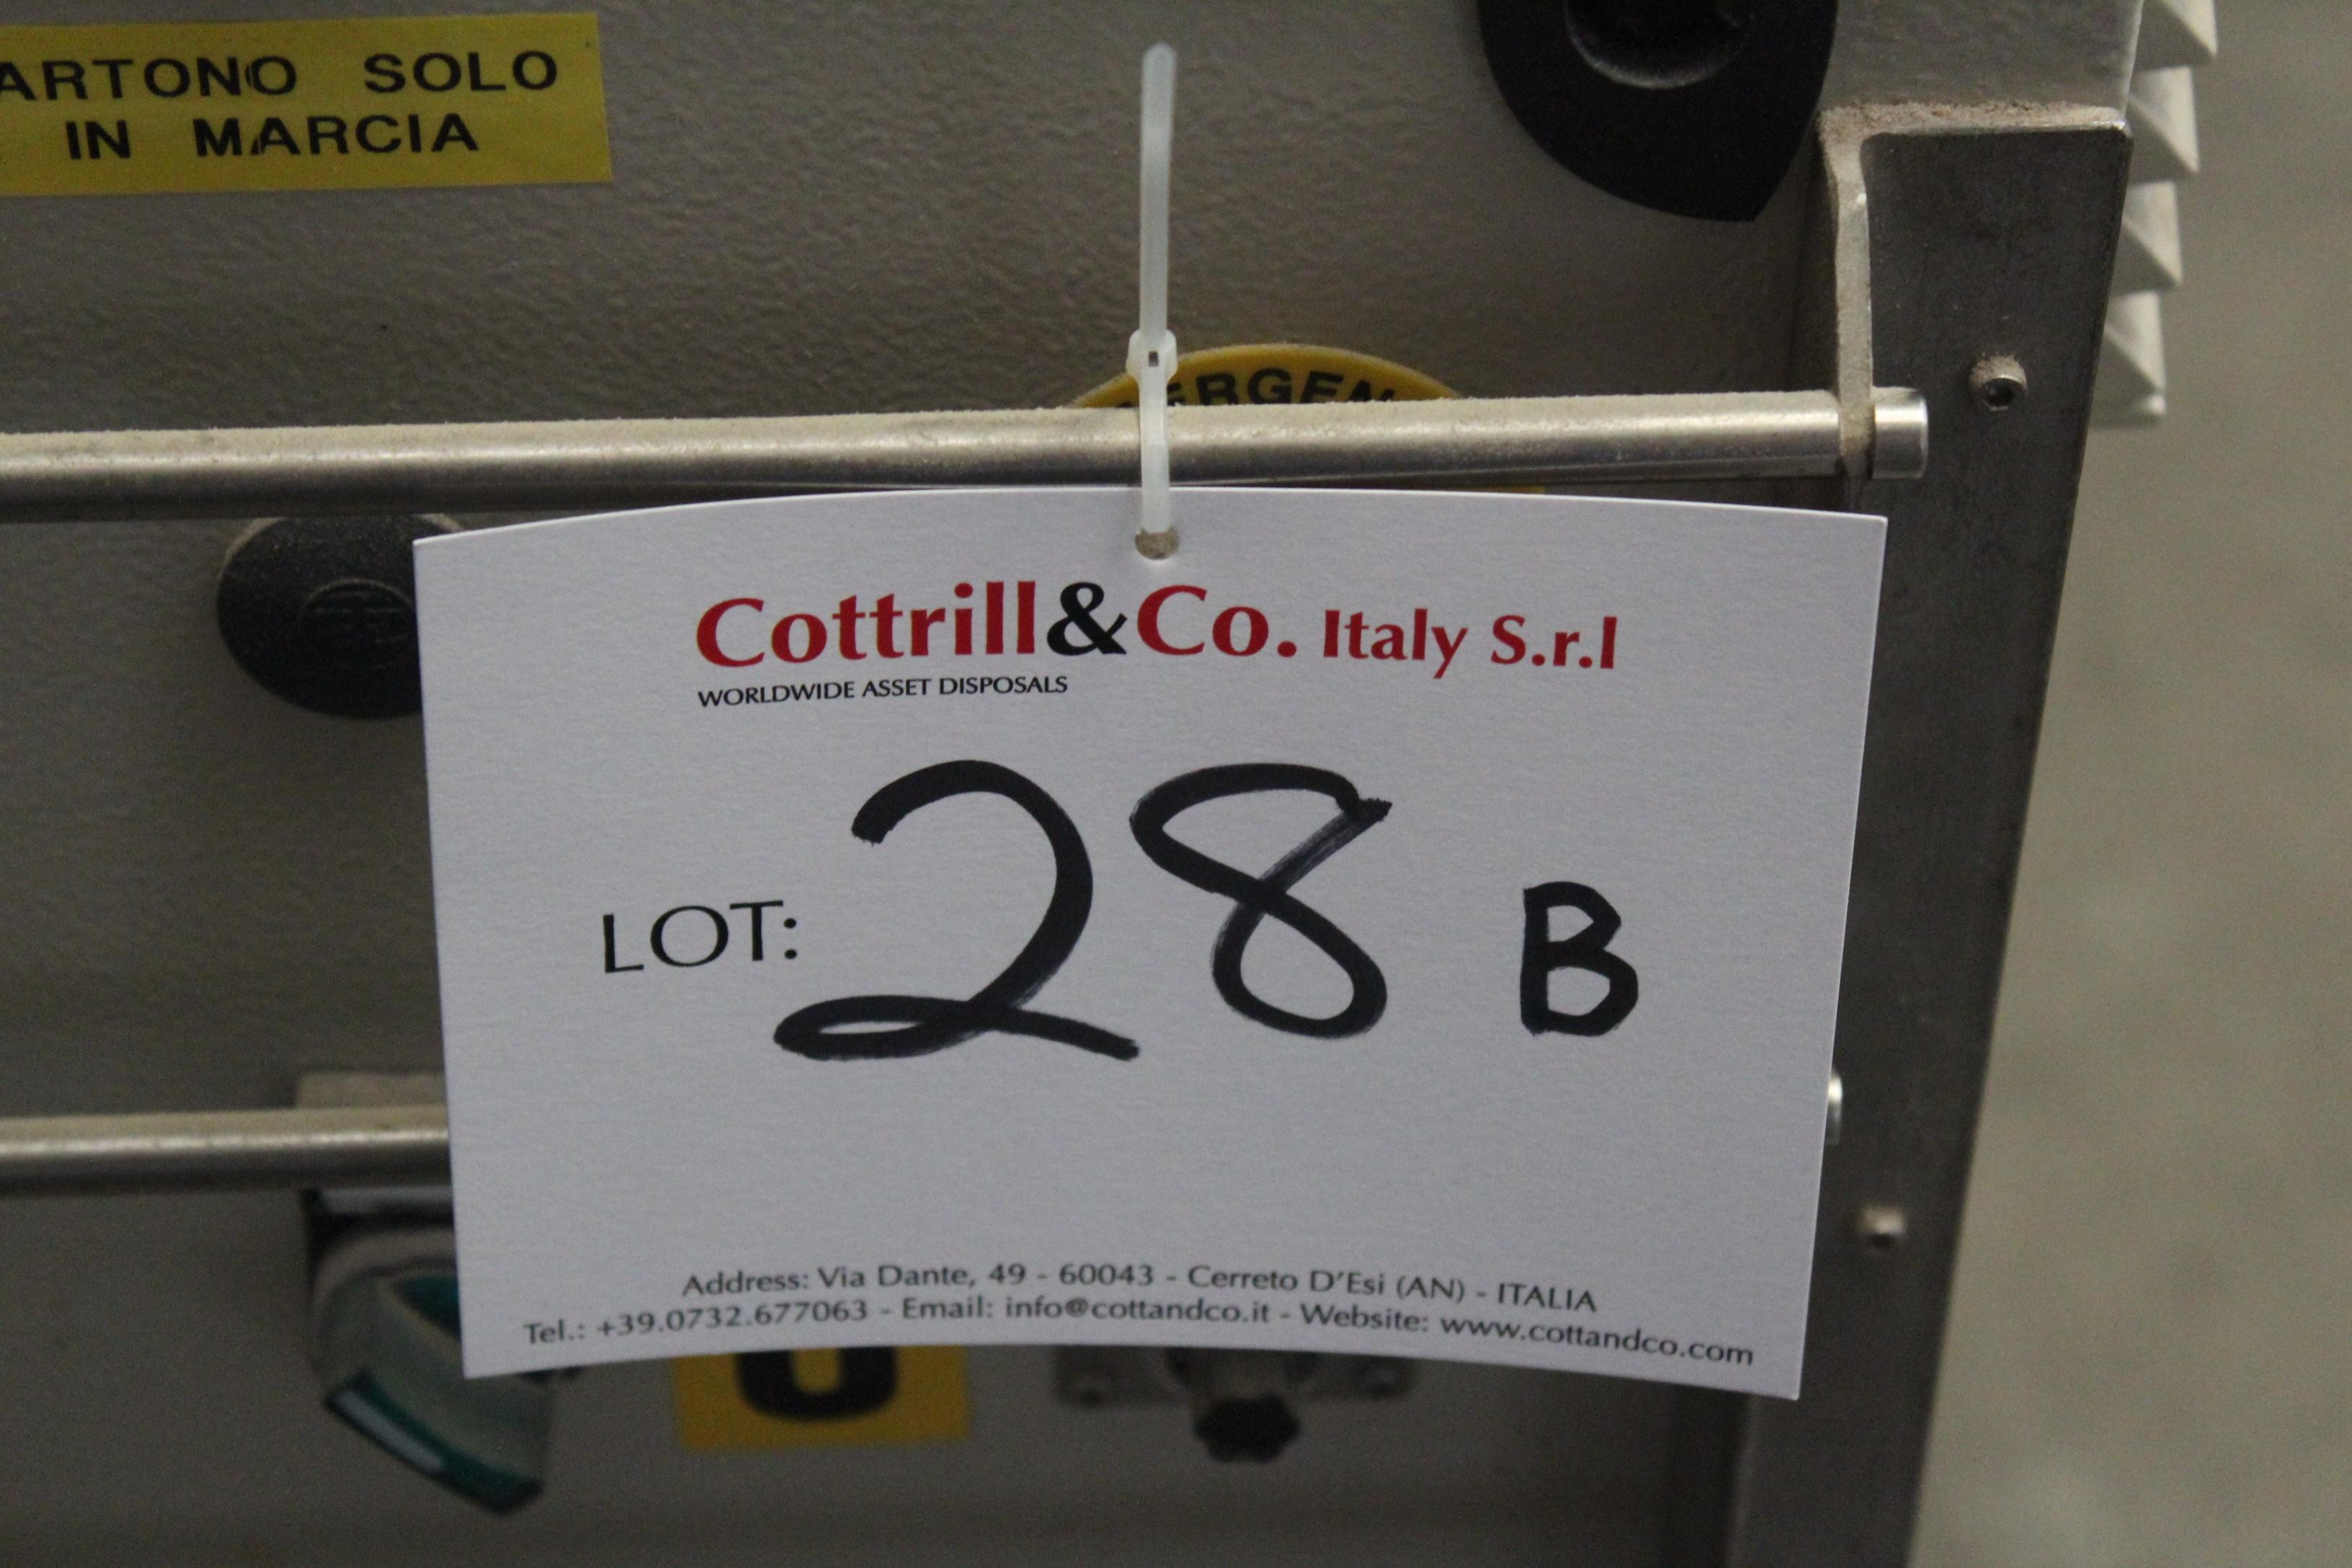 ARTONO SOLO
IN MARCIA
ERGEN
Cottrill&Co. Italy S.r.l
WORLDWIDE ASSET DISPOSALS
LOT: 28 B
Address: Via Dante, 49 - 60043 - Cerreto D'Esi (AN) - ITALIA
Tel.: +39.0732.677063 - Email: info@cottandco.it - Website: www.cottandco.com